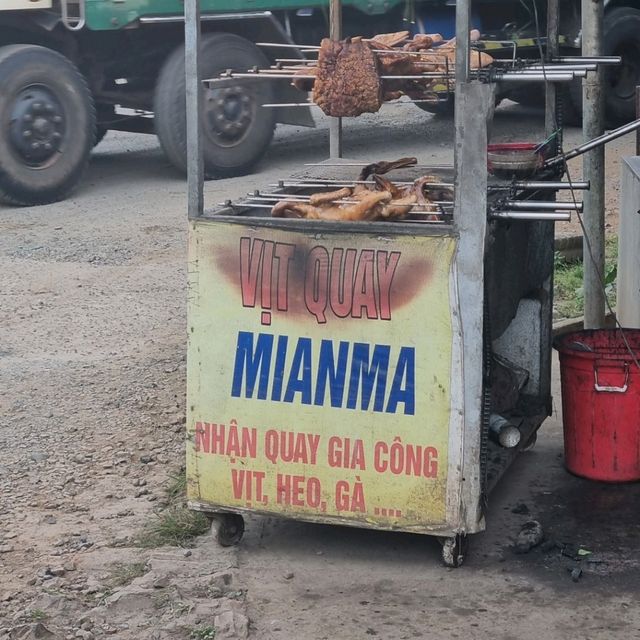 VỊT QUAY
MIANMA
NHẬN QUAY GIA CÔNG
VỊT, HEO, GÀ ....